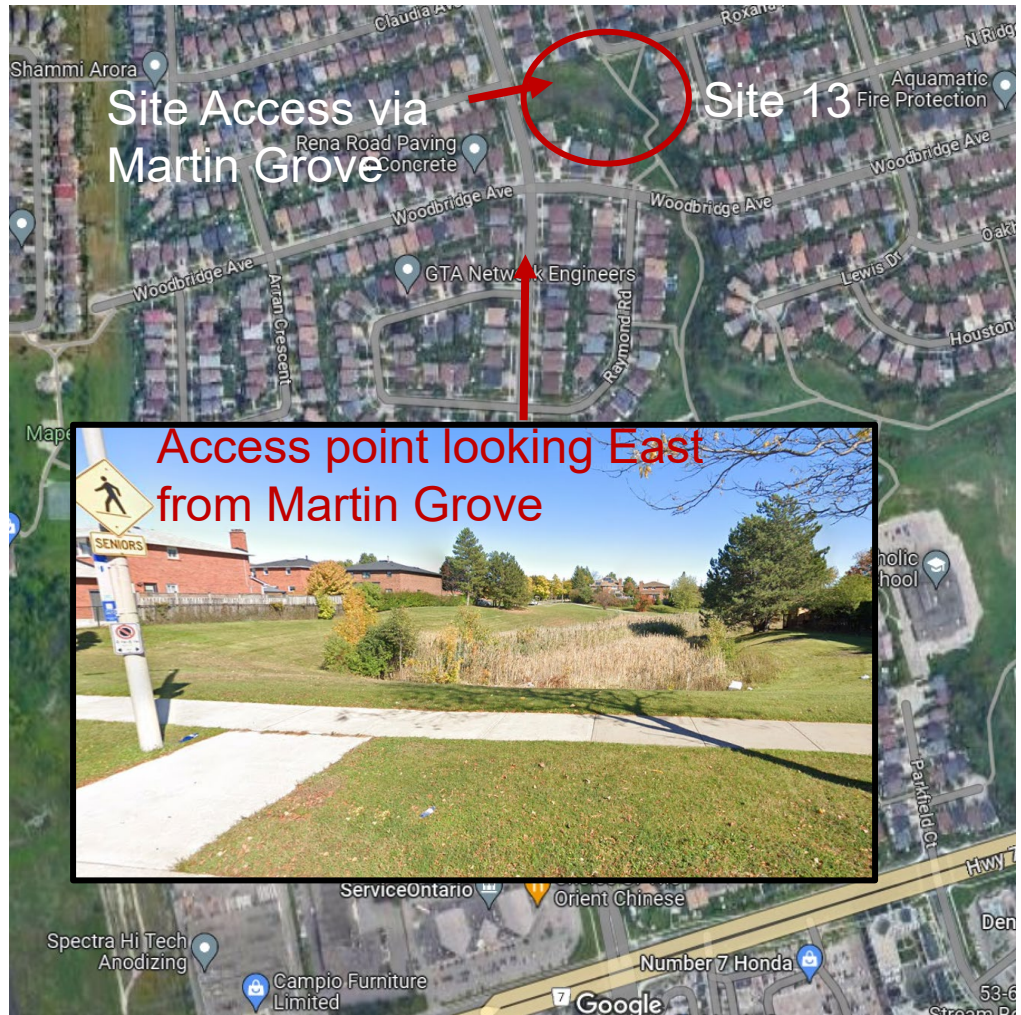 Claudia Ave
Roxana
N Ridge
Shammi Arora
Site Access via
Martin Grove
Site 13
Aquamatic
Fire Protection
Rena Road Paving
Concrete
Woodbridge Ave
Woodbridge Ave
Woodbridge Ave
Woodbridge Ave
GTA Network Engineers
Lewis Dr
Arran Crescent
Raymond Rd
Houston
Access point looking East
from Martin Grove
SENIORS
Parkfield Ct
Hwy 7
ServiceOntario
Orient Chinese
Spectra Hi Tech
Anodizing
Number 7 Honda
Campio Furniture
Limited
7
Google